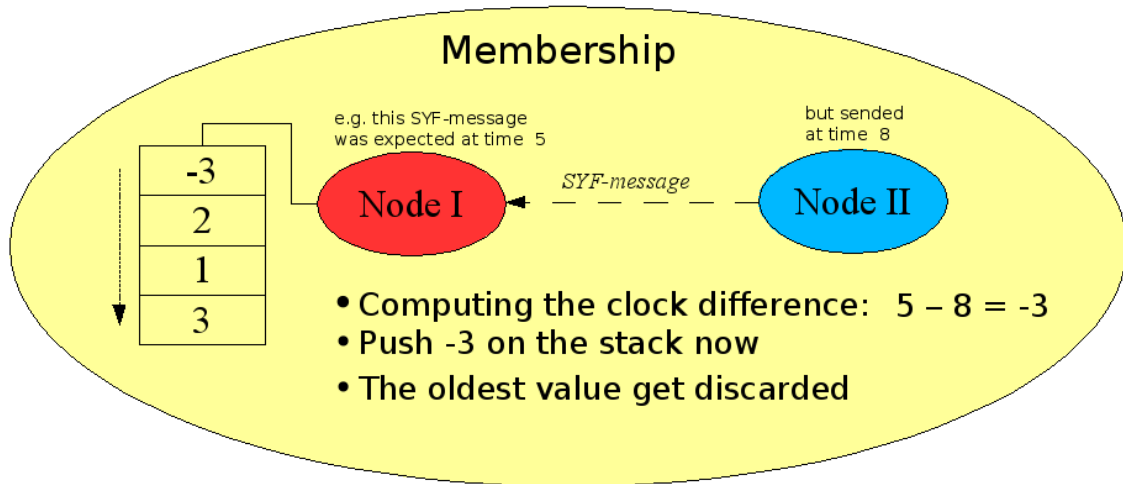 Membership
e.g. this SYF-message
was expected at time 5
but sended
at time 8
-3
2
1
3
Node I
SYF-message
Node II
• Computing the clock difference: 5 – 8 = -3
• Push -3 on the stack now
• The oldest value get discarded